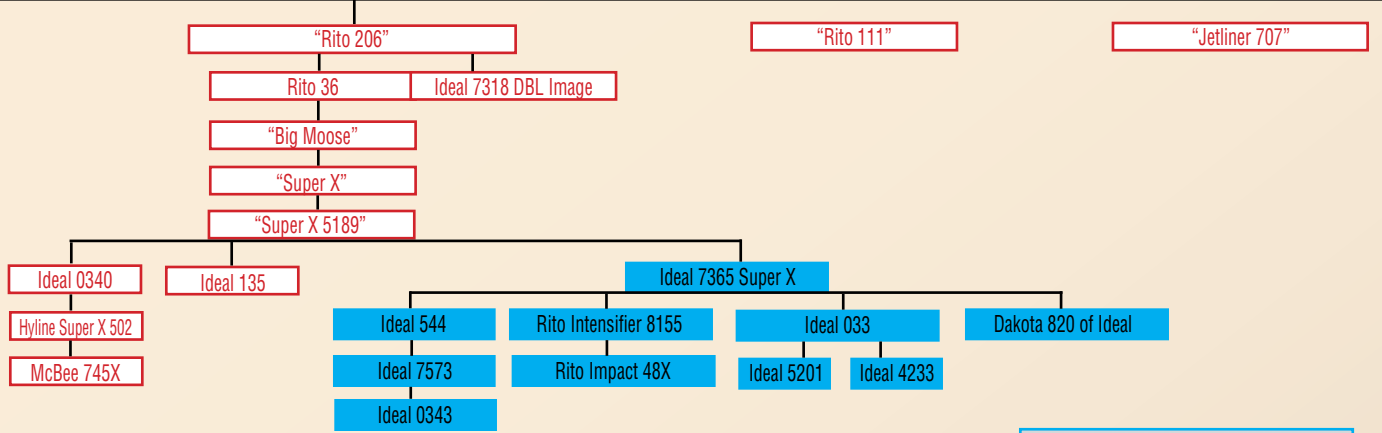 “Rito 206”
“Rito 111”
“Jetliner 707”
Rito 36
Ideal 7318 DBL Image
“Big Moose”
“Super X”
“Super X 5189”
Ideal 0340
Ideal 135
Ideal 7365 Super X
Hyline Super X 502
Ideal 544
Rito Intensifier 8155
Ideal 033
Dakota 820 of Ideal
McBee 745X
Ideal 7573
Rito Impact 48X
Ideal 5201
Ideal 4233
Ideal 0343